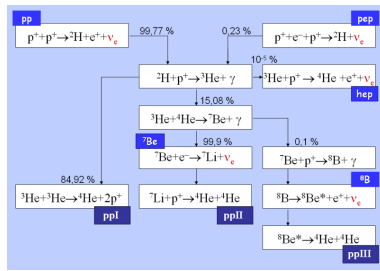 pp
pep
p⁺+ p⁺→²H+ e⁺+ νₑ
99,77 %
0,23 %
p⁺+ e⁻+ p⁺→²H+ νₑ
²H+ p⁺→³He+ γ
10⁻⁵ %
³He+ p⁺→ ⁴He +e⁺+ νₑ
hep
15,08 %
³He+⁴He→⁷Be+ γ
⁷Be
99,9 %
0,1 %
⁷Be+ e⁻→⁷Li+ νₑ
⁷Be+ p⁺→⁸B+ γ
84,92 %
⁸B
³He+³He→⁴He+ 2p⁺
⁷Li+ p⁺→⁴He+⁴He
⁸B→⁸Be*+ e⁺+ νₑ
ppI
ppII
⁸Be*→⁴He+⁴He
ppIII